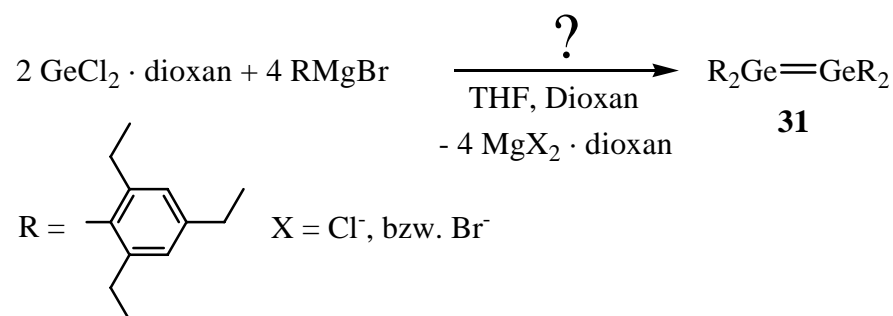 2 GeCl₂ · dioxan + 4 RMgBr
?
THF, Dioxan
- 4 MgX₂ · dioxan
R₂Ge=GeR₂
31
R =
X = Cl⁻, bzw. Br⁻